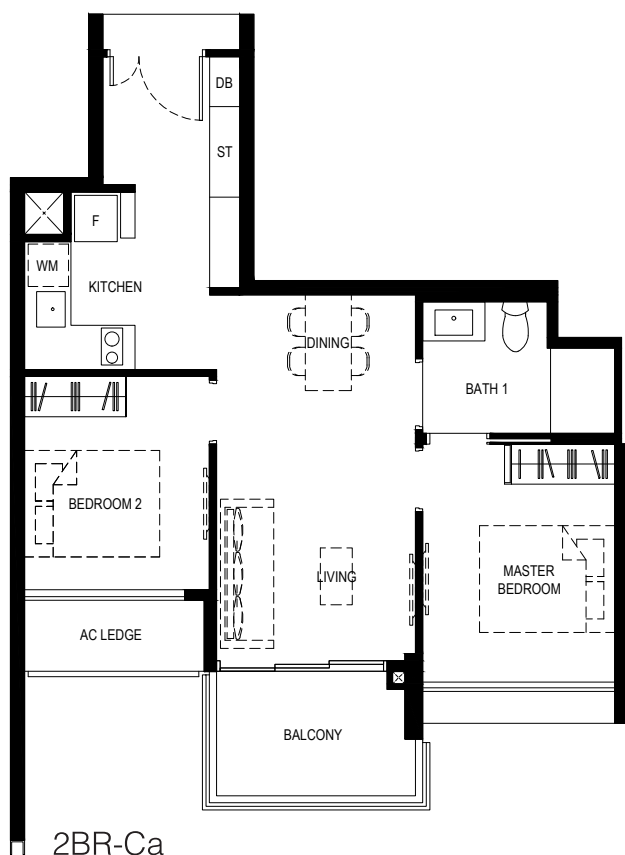 DB
ST
F
WM
KITCHEN
DINING
BATH 1
BEDROOM 2
LIVING
MASTER
BEDROOM
AC LEDGE
BALCONY
2BR-Ca